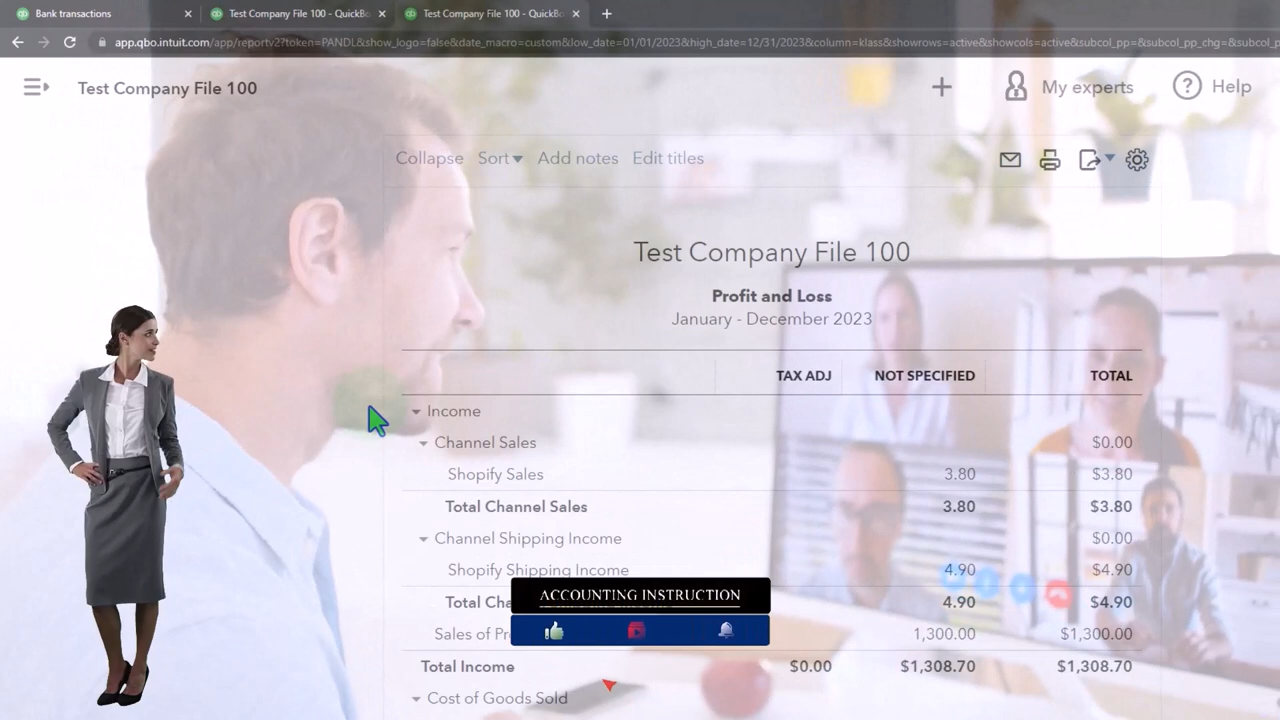 Bank transactions
Test Company File 100 - QuickBo
Test Company File 100 - QuickBo
app.qbo.intuit.com/app/reportv2?token=PANDL&show_logo=false&date_macro=custom&low_date=01/01/2023&high_date=12/31/2023&column=klass&showrows=active&showcols=active&subcol_pp=&subcol_pp_chg=&subcol_p
Test Company File 100
My experts
Help
Collapse Sort Add notes Edit titles
Test Company File 100
Profit and Loss
January - December 2023
TAX ADJ NOT SPECIFIED TOTAL
Income
Channel Sales $0.00
Shopify Sales 3.80 $3.80
Total Channel Sales 3.80 $3.80
Channel Shipping Income $0.00
Shopify Shipping Income 4.90 $4.90
Total Cha 4.90 $4.90
ACCOUNTING INSTRUCTION
Sales of Pr 1,300.00 $1,300.00
Total Income $0.00 $1,308.70 $1,308.70
Cost of Goods Sold